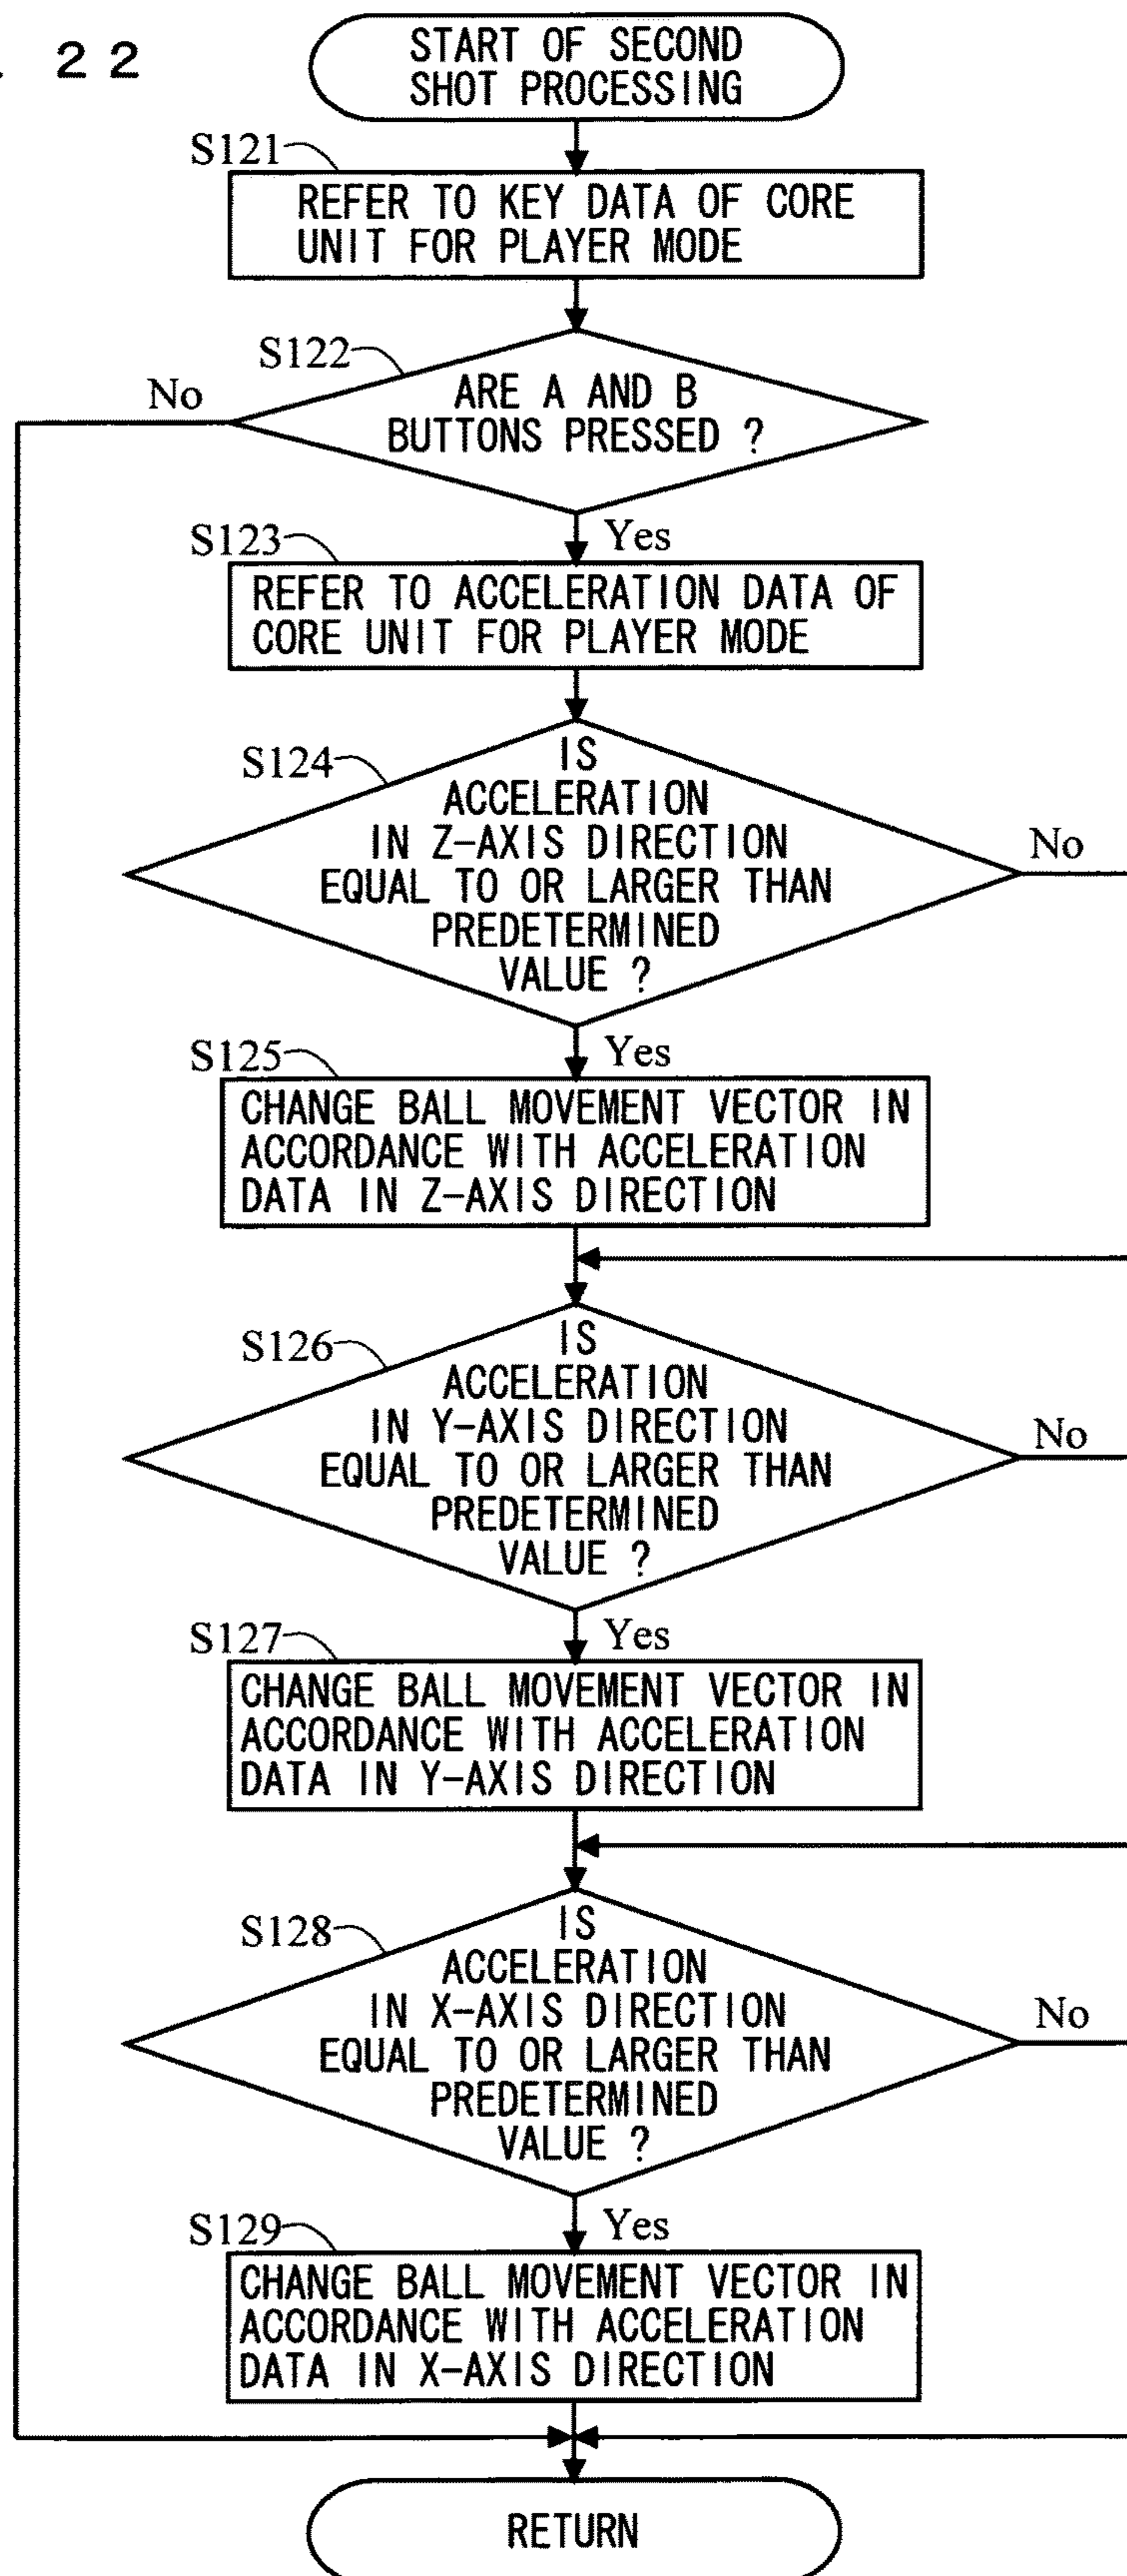 22
START OF SECOND
SHOT PROCESSING
S121
REFER TO KEY DATA OF CORE
UNIT FOR PLAYER MODE
S122
No
ARE A AND B
BUTTONS PRESSED ?
Yes
S123
REFER TO ACCELERATION DATA OF
CORE UNIT FOR PLAYER MODE
S124
IS
ACCELERATION
IN Z-AXIS DIRECTION
EQUAL TO OR LARGER THAN
PREDETERMINED
VALUE ?
No
Yes
S125
CHANGE BALL MOVEMENT VECTOR IN
ACCORDANCE WITH ACCELERATION
DATA IN Z-AXIS DIRECTION
S126
IS
ACCELERATION
IN Y-AXIS DIRECTION
EQUAL TO OR LARGER THAN
PREDETERMINED
VALUE ?
No
Yes
S127
CHANGE BALL MOVEMENT VECTOR IN
ACCORDANCE WITH ACCELERATION
DATA IN Y-AXIS DIRECTION
S128
IS
ACCELERATION
IN X-AXIS DIRECTION
EQUAL TO OR LARGER THAN
PREDETERMINED
VALUE ?
No
Yes
S129
CHANGE BALL MOVEMENT VECTOR IN
ACCORDANCE WITH ACCELERATION
DATA IN X-AXIS DIRECTION
RETURN